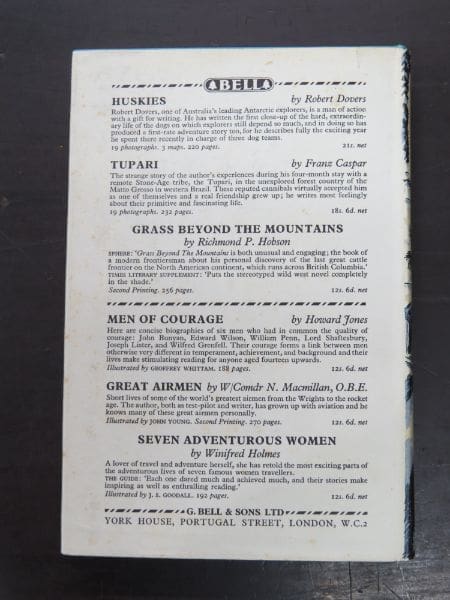 ABELLA
HUSKIES by Robert Dovers
Robert Dovers, one of Australia's leading Antarctic explorers, is a man of action
with a gift for writing. He has written the first close-up of the hard, extraordin-
ary life of the dogs on which explorers still depend so much, and in doing so has
produced a first-rate adventure story too, for he describes fully the exciting year
he spent there recently in charge of three dog teams.
19 photographs. 3 maps. 220 pages. 21s. net
TUPARI by Franz Caspar
The strange story of the author's experiences during his four-month stay with a
remote Stone-Age tribe, the Tupari, in the unexplored forest country of the
Matto Grosso in western Brazil. These reputed cannibals virtually accepted him
as one of themselves and a real friendship grew up; he writes most feelingly
about their primitive and fascinating life.
19 photographs. 232 pages. 18s. 6d. net
GRASS BEYOND THE MOUNTAINS
by Richmond P. Hobson
SPHERE: 'Grass Beyond The Mountains is both unusual and engaging; the book of
a modern frontiersman about his personal discovery of the last great cattle
frontier on the North American continent, which runs across British Columbia.'
TIMES LITERARY SUPPLEMENT: 'Puts the stereotyped wild west novel completely
in the shade.'
Second Printing. 256 pages. 12s. 6d. net
MEN OF COURAGE by Howard Jones
Here are concise biographies of six men who had in common the quality of
courage: John Bunyan, Edward Wilson, William Penn, Lord Shaftesbury,
Joseph Lister, and Wilfred Grenfell. Their courage forms a link between men
otherwise very different in temperament, achievement, and background and their
lives make stimulating reading for anyone aged fourteen upwards.
Illustrated by GEOFFREY WHITTAM. 188 pages. 12s. 6d. net
GREAT AIRMEN by W/Comdr N. Macmillan, O.B.E.
Short lives of some of the world's greatest airmen from the Wrights to the rocket
age. The author, both as test-pilot and writer, has grown up with aviation and he
knows many of these great airmen personally.
Illustrated by JOHN YOUNG. Second Printing. 270 pages. 12s. 6d. net
SEVEN ADVENTUROUS WOMEN
by Winifred Holmes
A lover of travel and adventure herself, she has retold the most exciting parts of
the adventurous lives of seven famous women travellers.
THE GUIDE: 'Each one dared much and achieved much, and their stories make
inspiring as well as enthralling reading.'
Illustrated by J. S. GOODALL. 192 pages. 12s. 6d. net
G. BELL & SONS LTD
YORK HOUSE, PORTUGAL STREET, LONDON, W.C.2